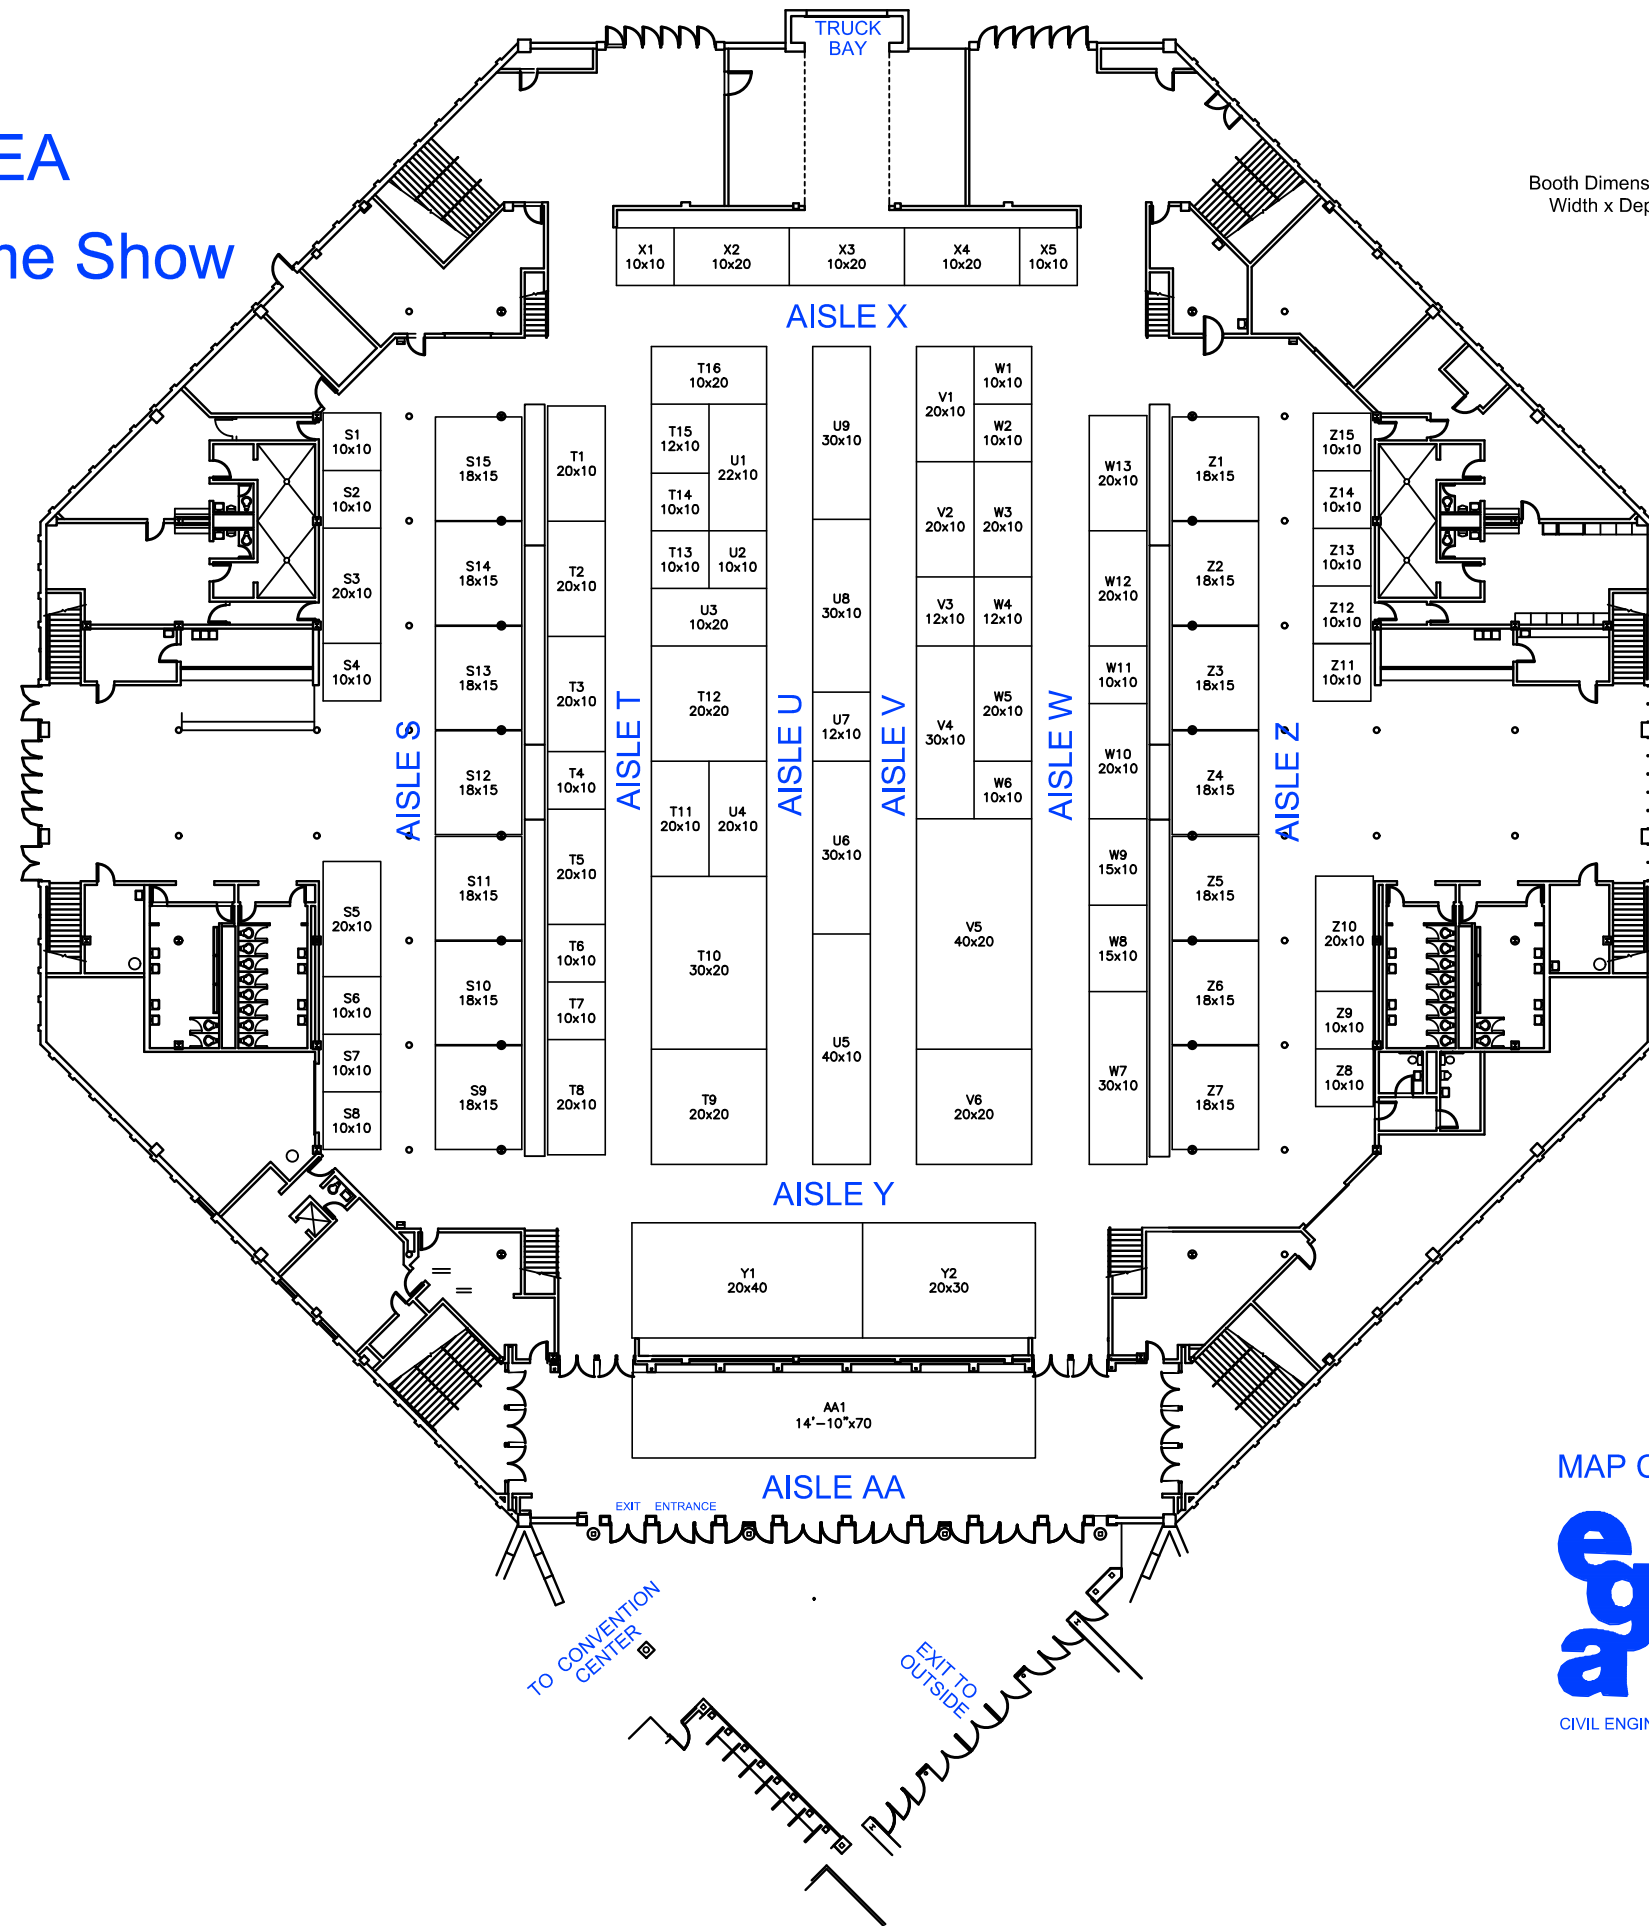 TRUCK
BAY
EA
me Show
Booth Dimens
Width x Dep
X1
10x10
X2
10x20
X3
10x20
X4
10x20
X5
10x10
AISLE X
T16
10x20
T15
12x10
U1
22x10
T14
10x10
T13
10x10
U2
10x10
U3
10x20
T12
20x20
T11
20x10
U4
20x10
T10
30x20
T9
20x20
U9
30x10
U8
30x10
U7
12x10
U6
30x10
U5
40x10
V1
20x10
W1
10x10
W2
10x10
V2
20x10
W3
20x10
V3
12x10
W4
12x10
V4
30x10
W5
20x10
W6
10x10
V5
40x20
V6
20x20
S1
10x10
S2
10x10
S3
20x10
S4
10x10
S5
20x10
S6
10x10
S7
10x10
S8
10x10
AISLE S
S15
18x15
S14
18x15
S13
18x15
S12
18x15
S11
18x15
S10
18x15
S9
18x15
T1
20x10
T2
20x10
T3
20x10
T4
10x10
T5
20x10
T6
10x10
T7
10x10
T8
20x10
AISLE T
AISLE U
AISLE V
AISLE W
W13
20x10
W12
20x10
W11
10x10
W10
20x10
W9
15x10
W8
15x10
W7
30x10
Z1
18x15
Z2
18x15
Z3
18x15
Z4
18x15
Z5
18x15
Z6
18x15
Z7
18x15
AISLE Z
Z15
10x10
Z14
10x10
Z13
10x10
Z12
10x10
Z11
10x10
Z10
20x10
Z9
10x10
Z8
10x10
AISLE Y
Y1
20x40
Y2
20x30
AA1
14'-10"x70
AISLE AA
EXIT ENTRANCE
TO CONVENTION
CENTER
EXIT TO
OUTSIDE
MAP C
e
g
a
CIVIL ENGIN